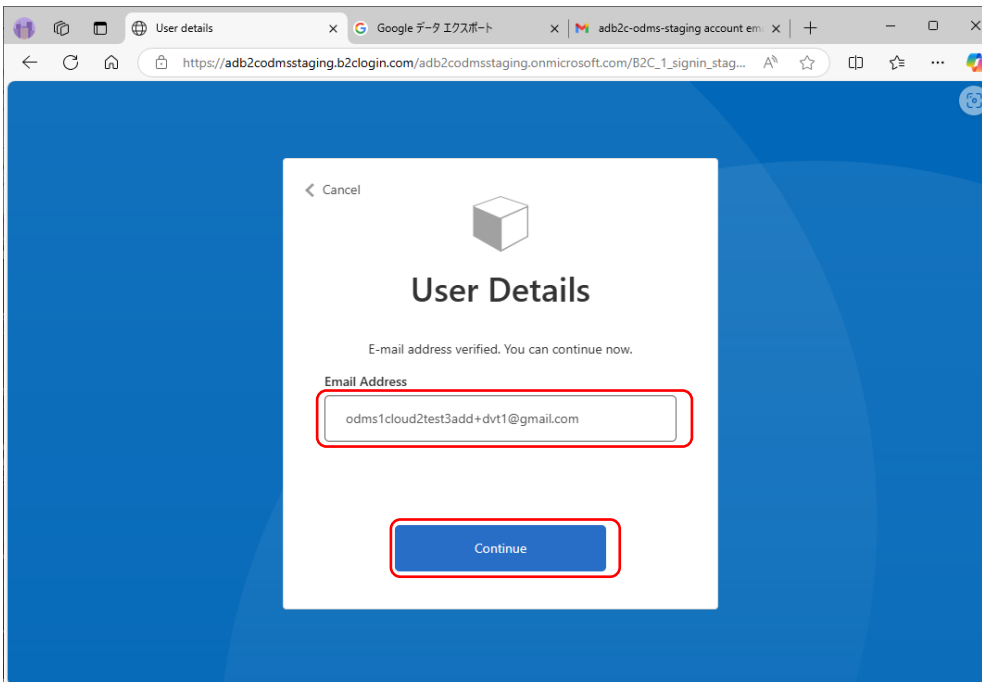 User details
Google データ エクスポート
adb2c-odms-staging account em
https://adb2codmsstaging.b2clogin.com/adb2codmsstaging.onmicrosoft.com/B2C_1_signin_stag...
Cancel
User Details
E-mail address verified. You can continue now.
Email Address
odms1cloud2test3add+dvt1@gmail.com
Continue